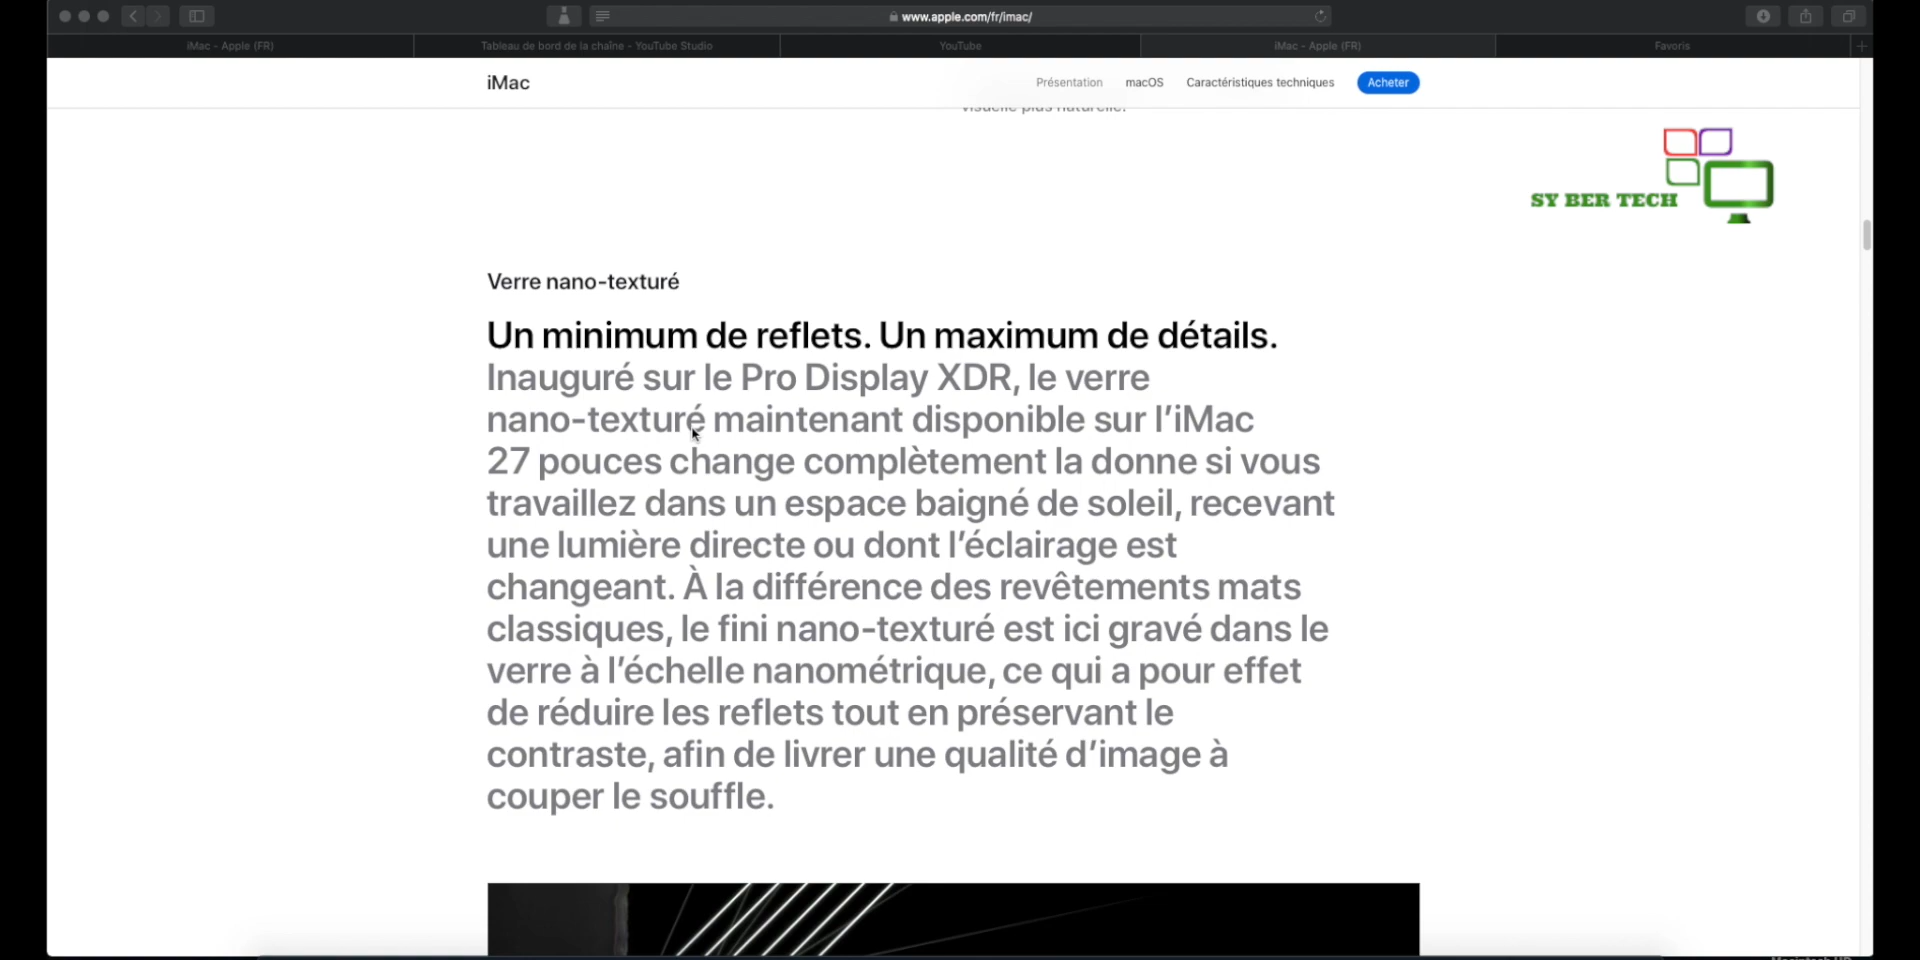 www.apple.com/fr/imac/
iMac - Apple (FR)
Tableau de bord de la chaîne - YouTube Studio
YouTube
iMac - Apple (FR)
Favoris
iMac
Présentation
macOS
Caractéristiques techniques
Acheter
visuelle plus naturelle.
SY BER TECH
Verre nano-texturé
Un minimum de reflets. Un maximum de détails.
Inauguré sur le Pro Display XDR, le verre
nano-texturé maintenant disponible sur l’iMac
27 pouces change complètement la donne si vous
travaillez dans un espace baigné de soleil, recevant
une lumière directe ou dont l’éclairage est
changeant. À la différence des revêtements mats
classiques, le fini nano-texturé est ici gravé dans le
verre à l’échelle nanométrique, ce qui a pour effet
de réduire les reflets tout en préservant le
contraste, afin de livrer une qualité d’image à
couper le souffle.